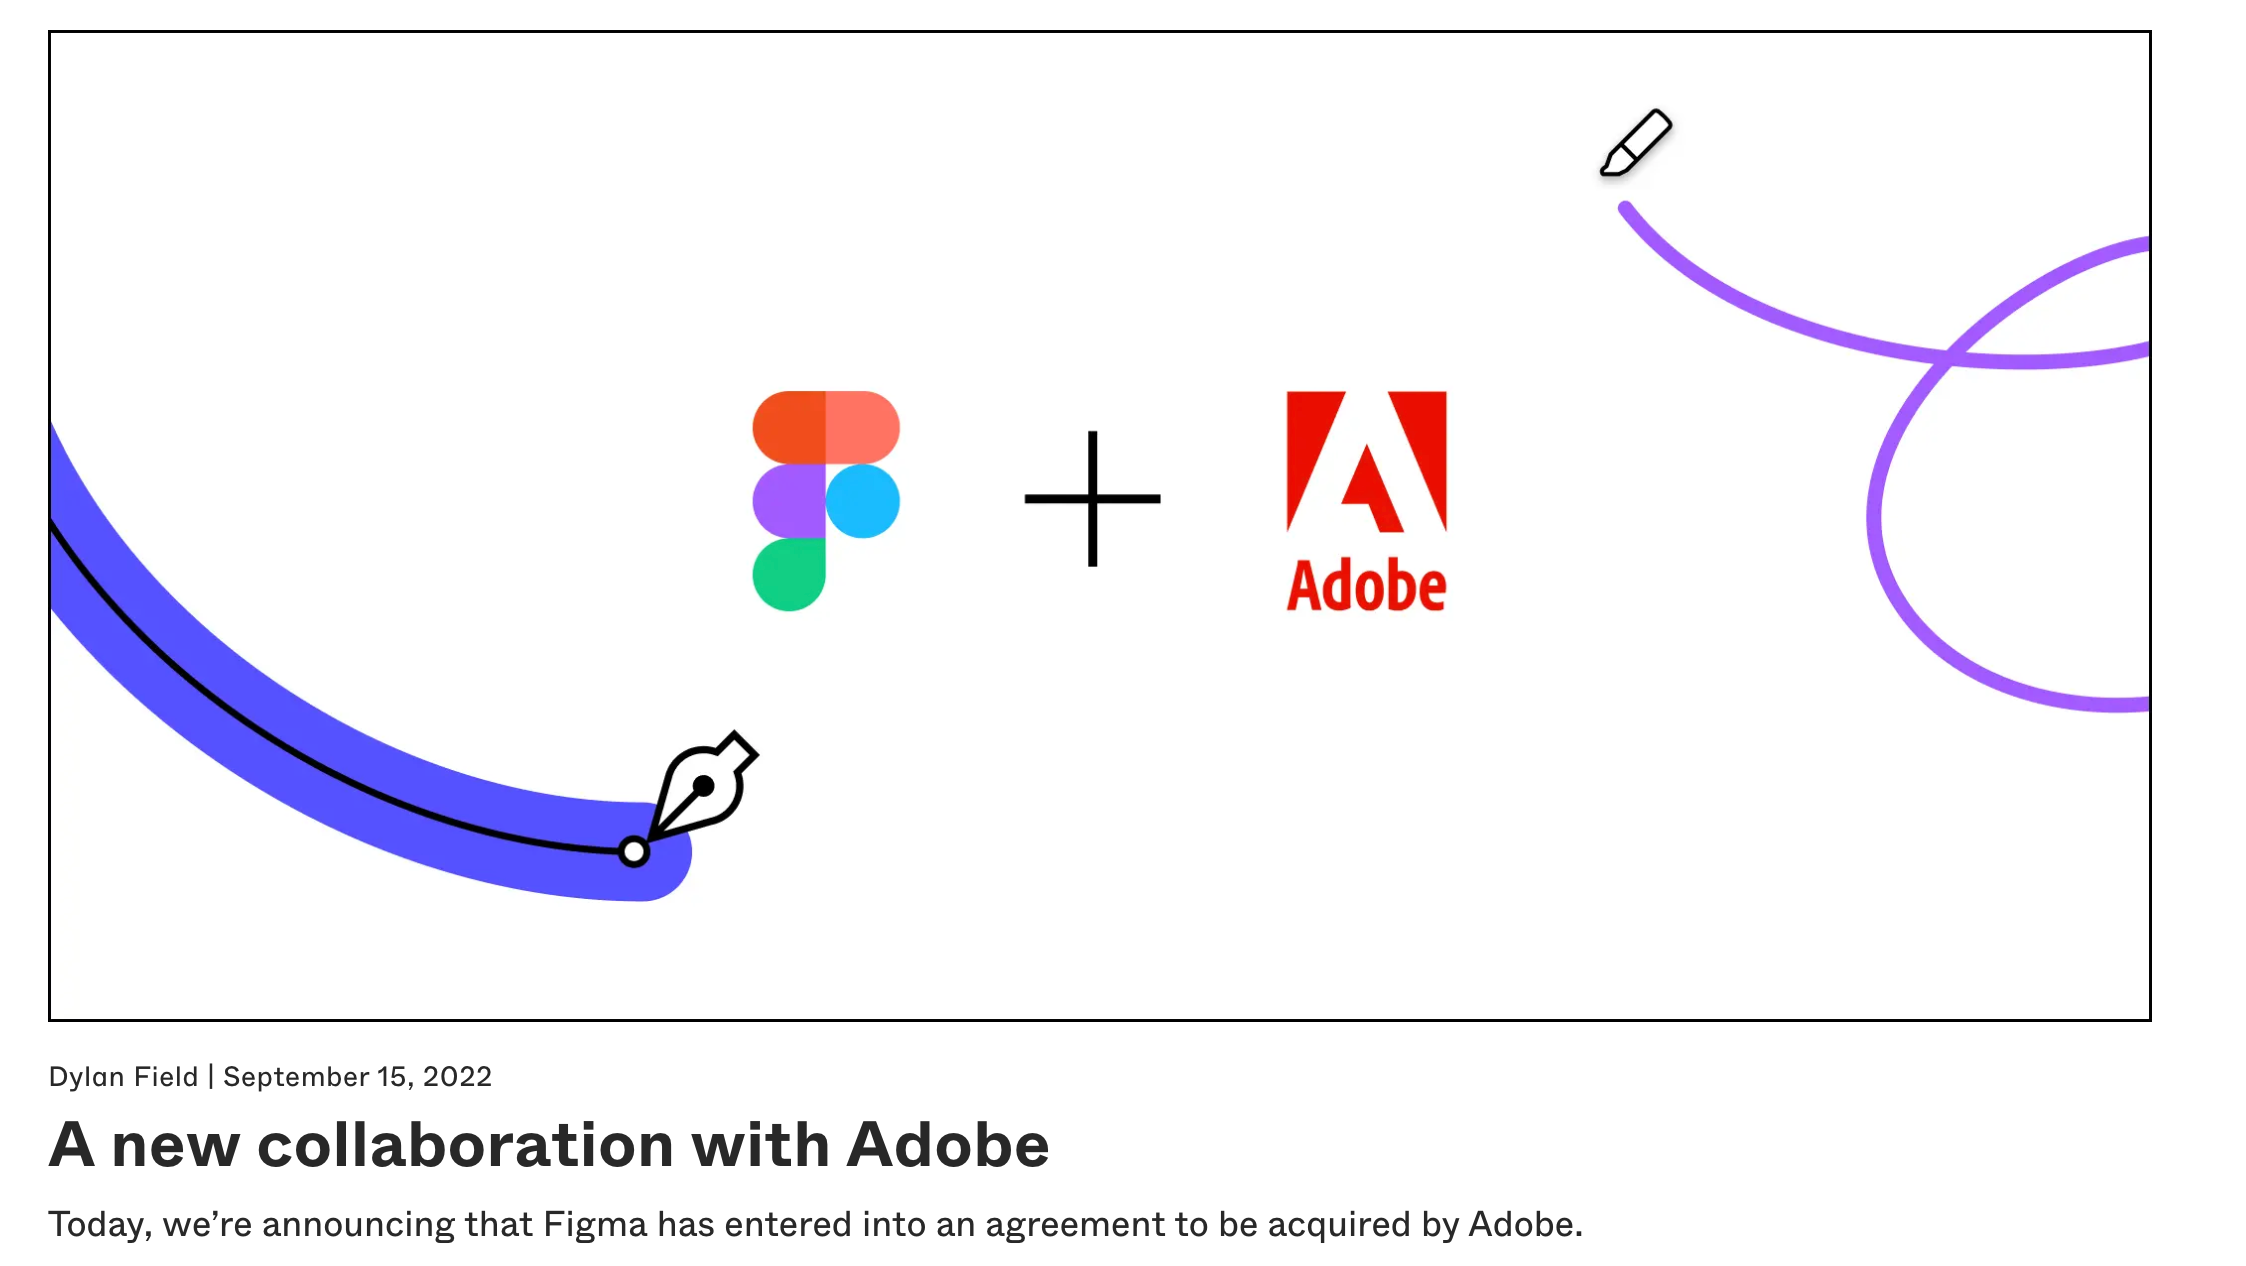 Adobe
Dylan Field | September 15, 2022
A new collaboration with Adobe
Today, we’re announcing that Figma has entered into an agreement to be acquired by Adobe.